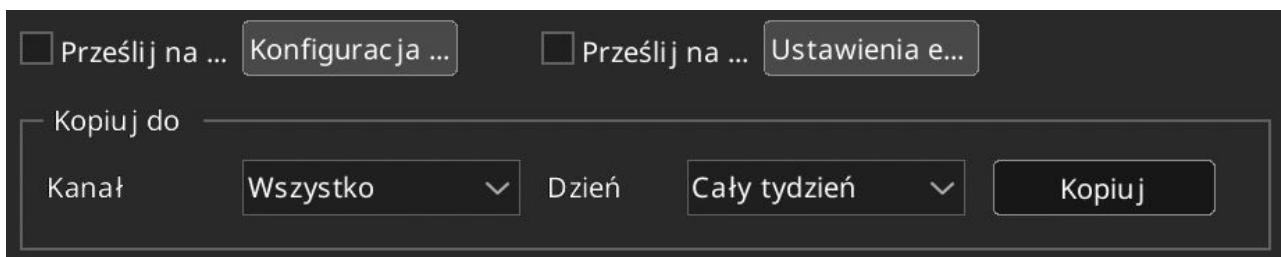 Prześlij na ... Konfiguracja ... Prześlij na ... Ustawienia e...
Kopiuj do
Kanał Wszystko Dzień Cały tydzień Kopiuj